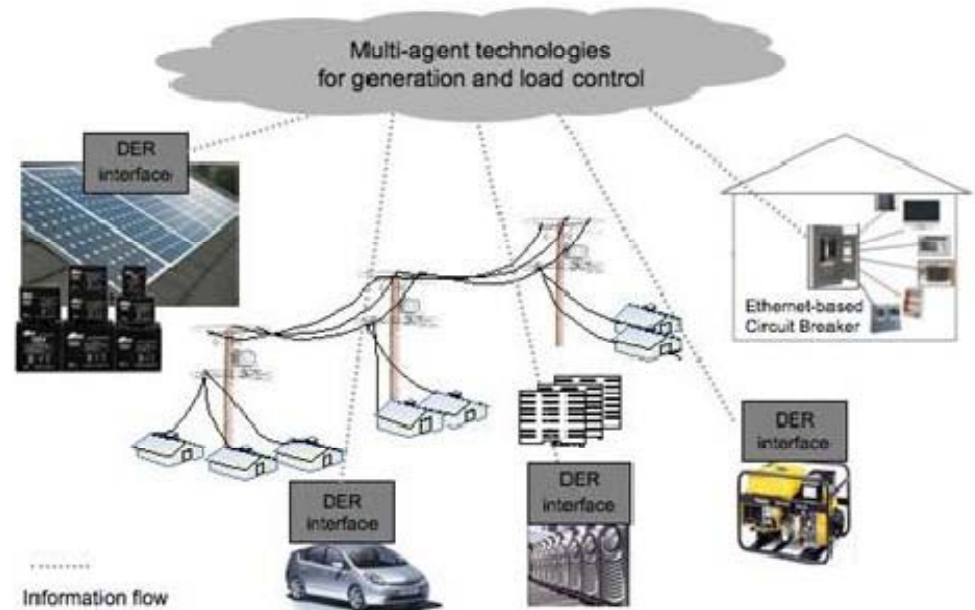 Multi-agent technologies
for generation and load control
DER
interface
Ethernet-based
Circuit Breaker
DER
interface
DER
interface
DER
interface
Information flow